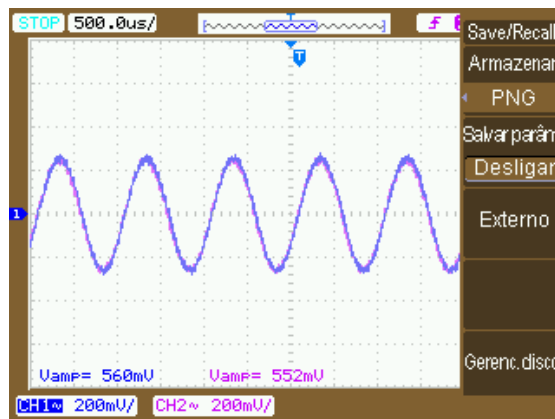 STOP 500.0us/
Save/Recall
Armazenar
PNG
Salvar parâm
Desligar
Externo
Gerenc.disco
T
1
Vamp= 560mV Vamp= 552mV
CH1~ 200mV/ CH2~ 200mV/